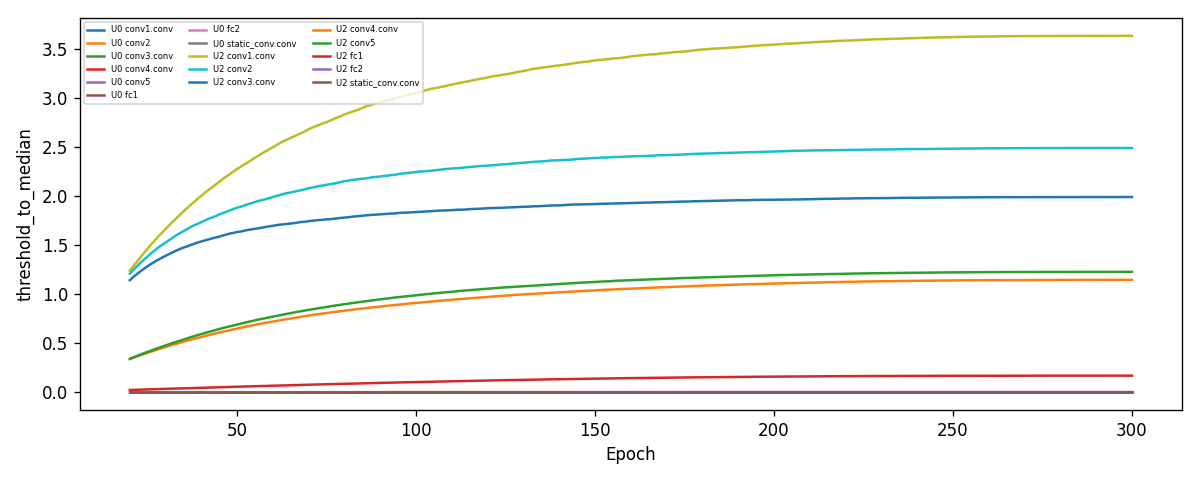 U0 conv1.conv
U0 conv2
U0 conv3.conv
U0 conv4.conv
U0 conv5
U0 fc1
U0 fc2
U0 static_conv.conv
U2 conv1.conv
U2 conv2
U2 conv3.conv
U2 conv4.conv
U2 conv5
U2 fc1
U2 fc2
U2 static_conv.conv
threshold_to_median
3.5
3.0
2.5
2.0
1.5
1.0
0.5
0.0
50
100
150
200
250
300
Epoch